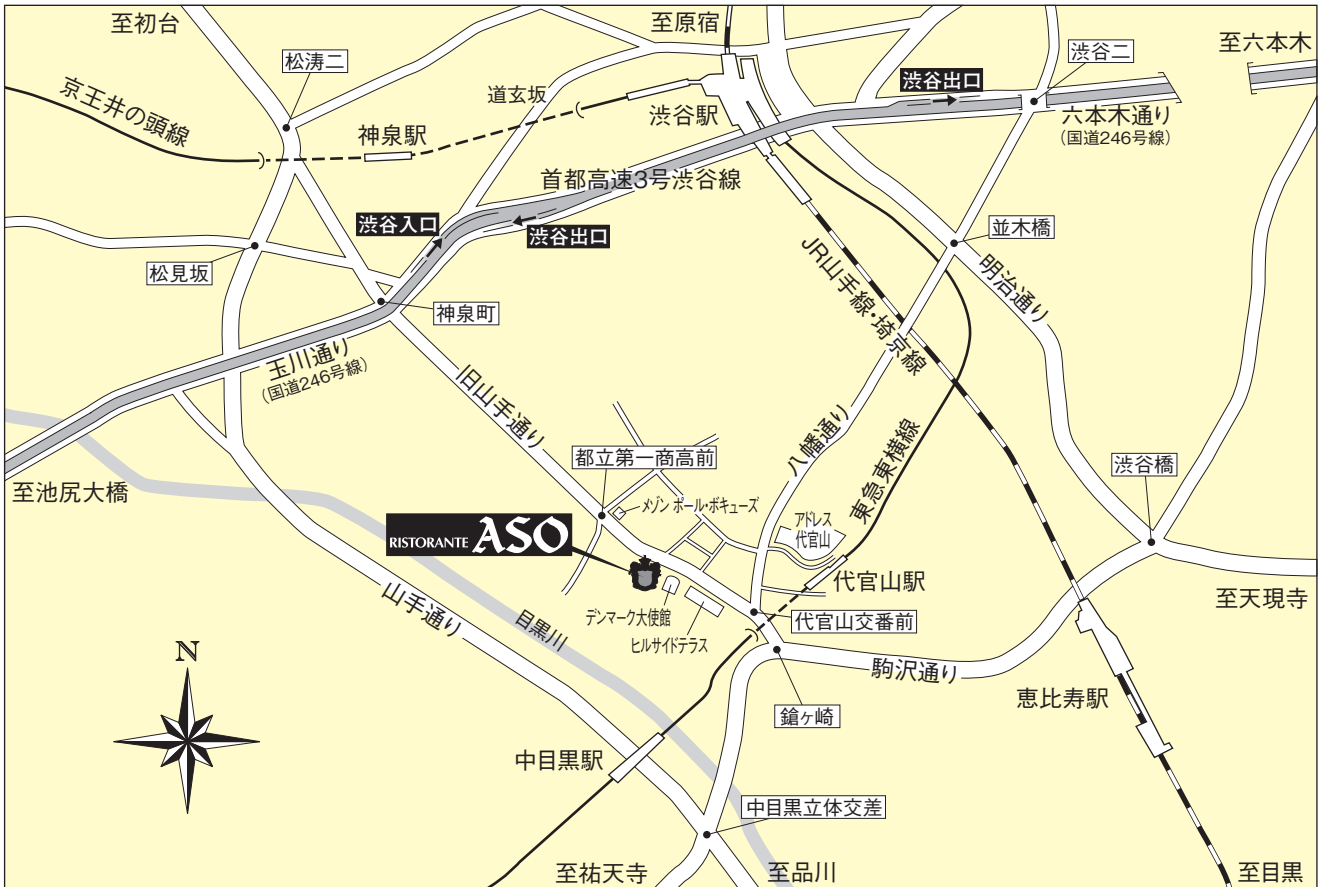 至初台
至原宿
至六本木
松涛二
渋谷二
渋谷出口
京王井の頭線
道玄坂
渋谷駅
六本木通り
(国道246号線)
神泉駅
首都高速3号渋谷線
渋谷入口
渋谷出口
並木橋
松見坂
JR山手線・埼京線
明治通り
神泉町
玉川通り
(国道246号線)
旧山手通り
八幡通り
東急東横線
都立第一商高前
渋谷橋
至池尻大橋
メゾン ポール・ボキューズ
アドレス
代官山
RISTORANTE ASO
代官山駅
至天現寺
山手通り
目黒川
デンマーク大使館
代官山交番前
ヒルサイドテラス
N
駒沢通り
恵比寿駅
鎗ヶ崎
中目黒駅
中目黒立体交差
至祐天寺
至品川
至目黒